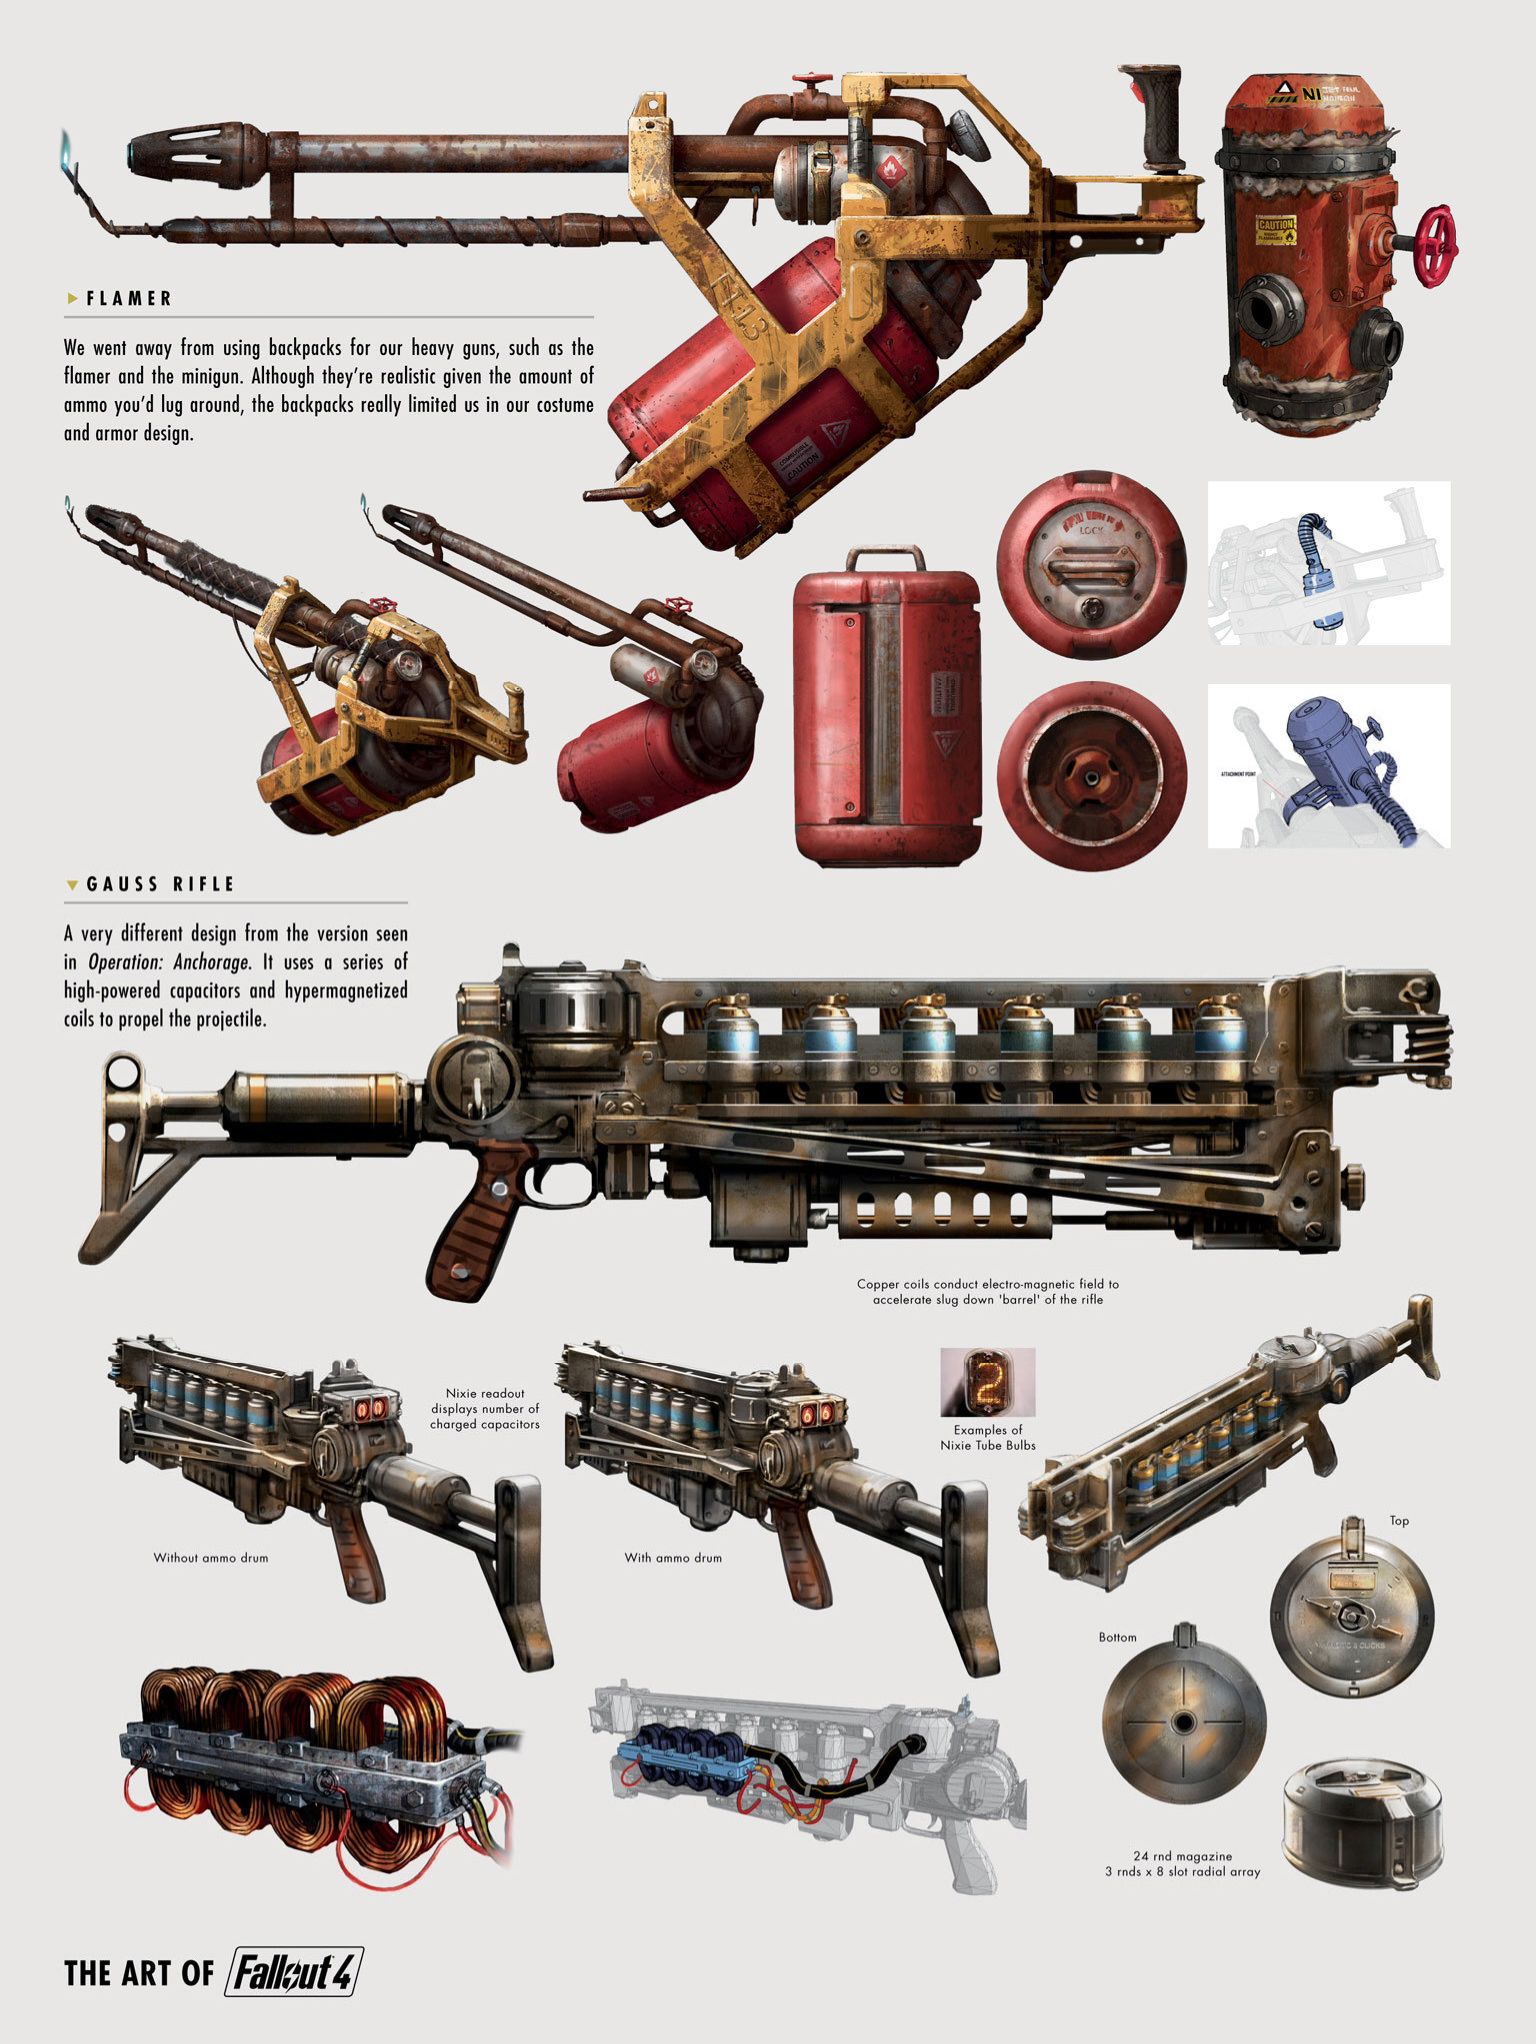 NI
CAUTION
FLAMER
We went away from using backpacks for our heavy guns, such as the
flamer and the minigun. Although they're realistic given the amount of
ammo you'd lug around, the backpacks really limited us in our costume
and armor design.
COMBUSTIBLE
CAUTION
LOCK
ATTACHMENT POINT
GAUSS RIFLE
A very different design from the version seen
in Operation: Anchorage. It uses a series of
high-powered capacitors and hypermagnetized
coils to propel the projectile.
Copper coils conduct electro-magnetic field to
accelerate slug down 'barrel' of the rifle
Nixie readout
displays number of
charged capacitors
2
Examples of
Nixie Tube Bulbs
Without ammo drum
With ammo drum
Top
Bottom
24 rnd magazine
3 rnds x 8 slot radial array
THE ART OF Fallout 4